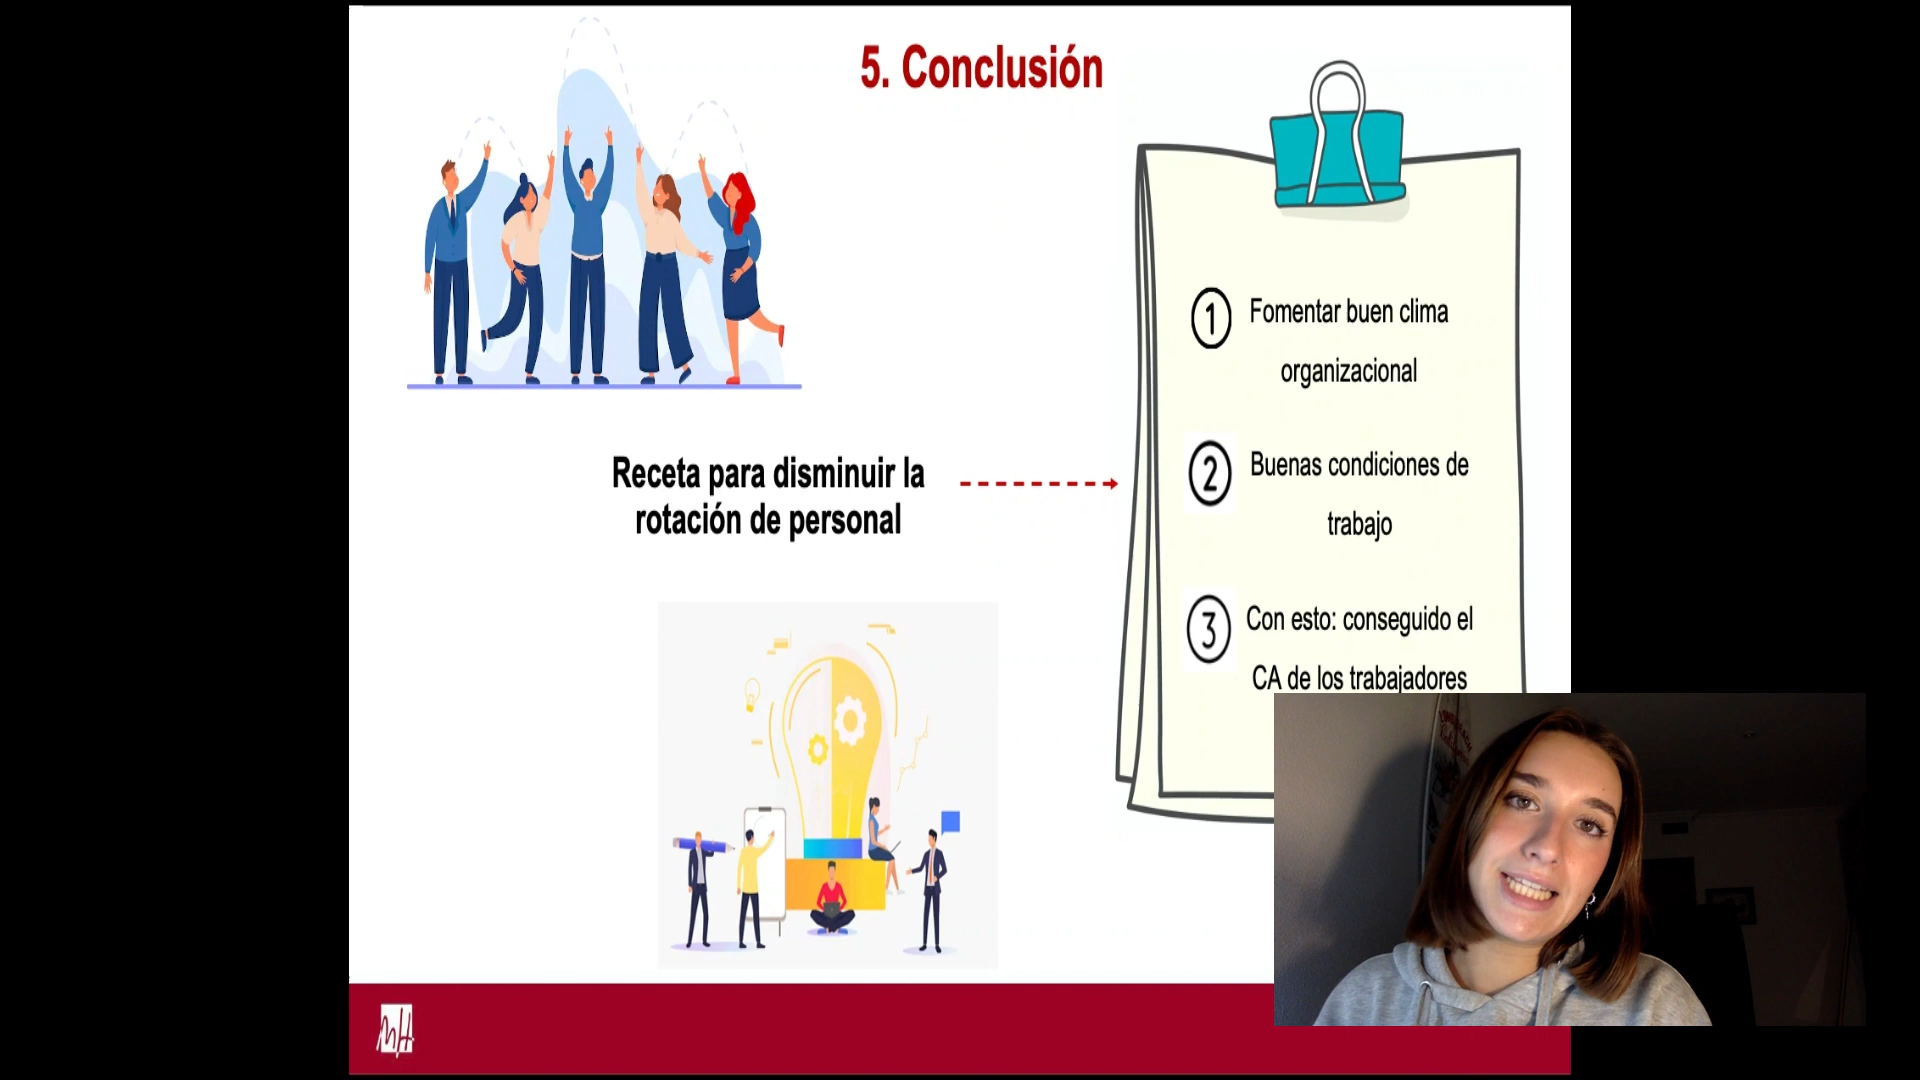 5. Conclusión
Receta para disminuir la
rotación de personal
1 Fomentar buen clima
organizacional
2 Buenas condiciones de
trabajo
3 Con esto: conseguido el
CA de los trabajadores